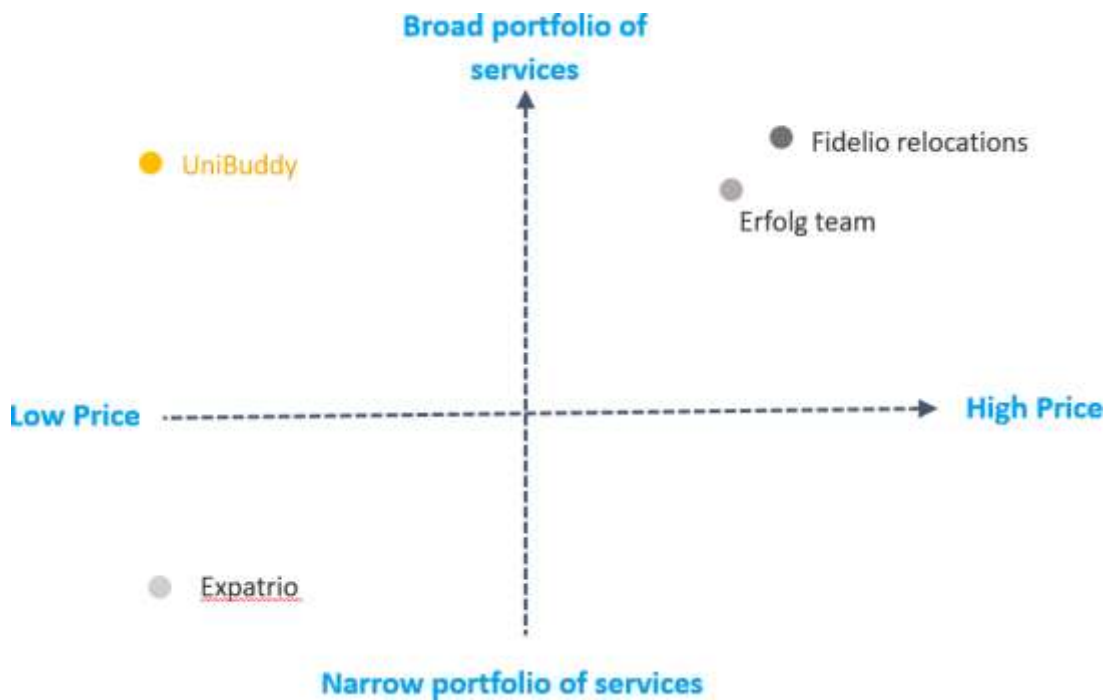 Broad portfolio of
services
UniBuddy
Fidelio relocations
Erfolg team
Low Price
High Price
Expatrio
Narrow portfolio of services